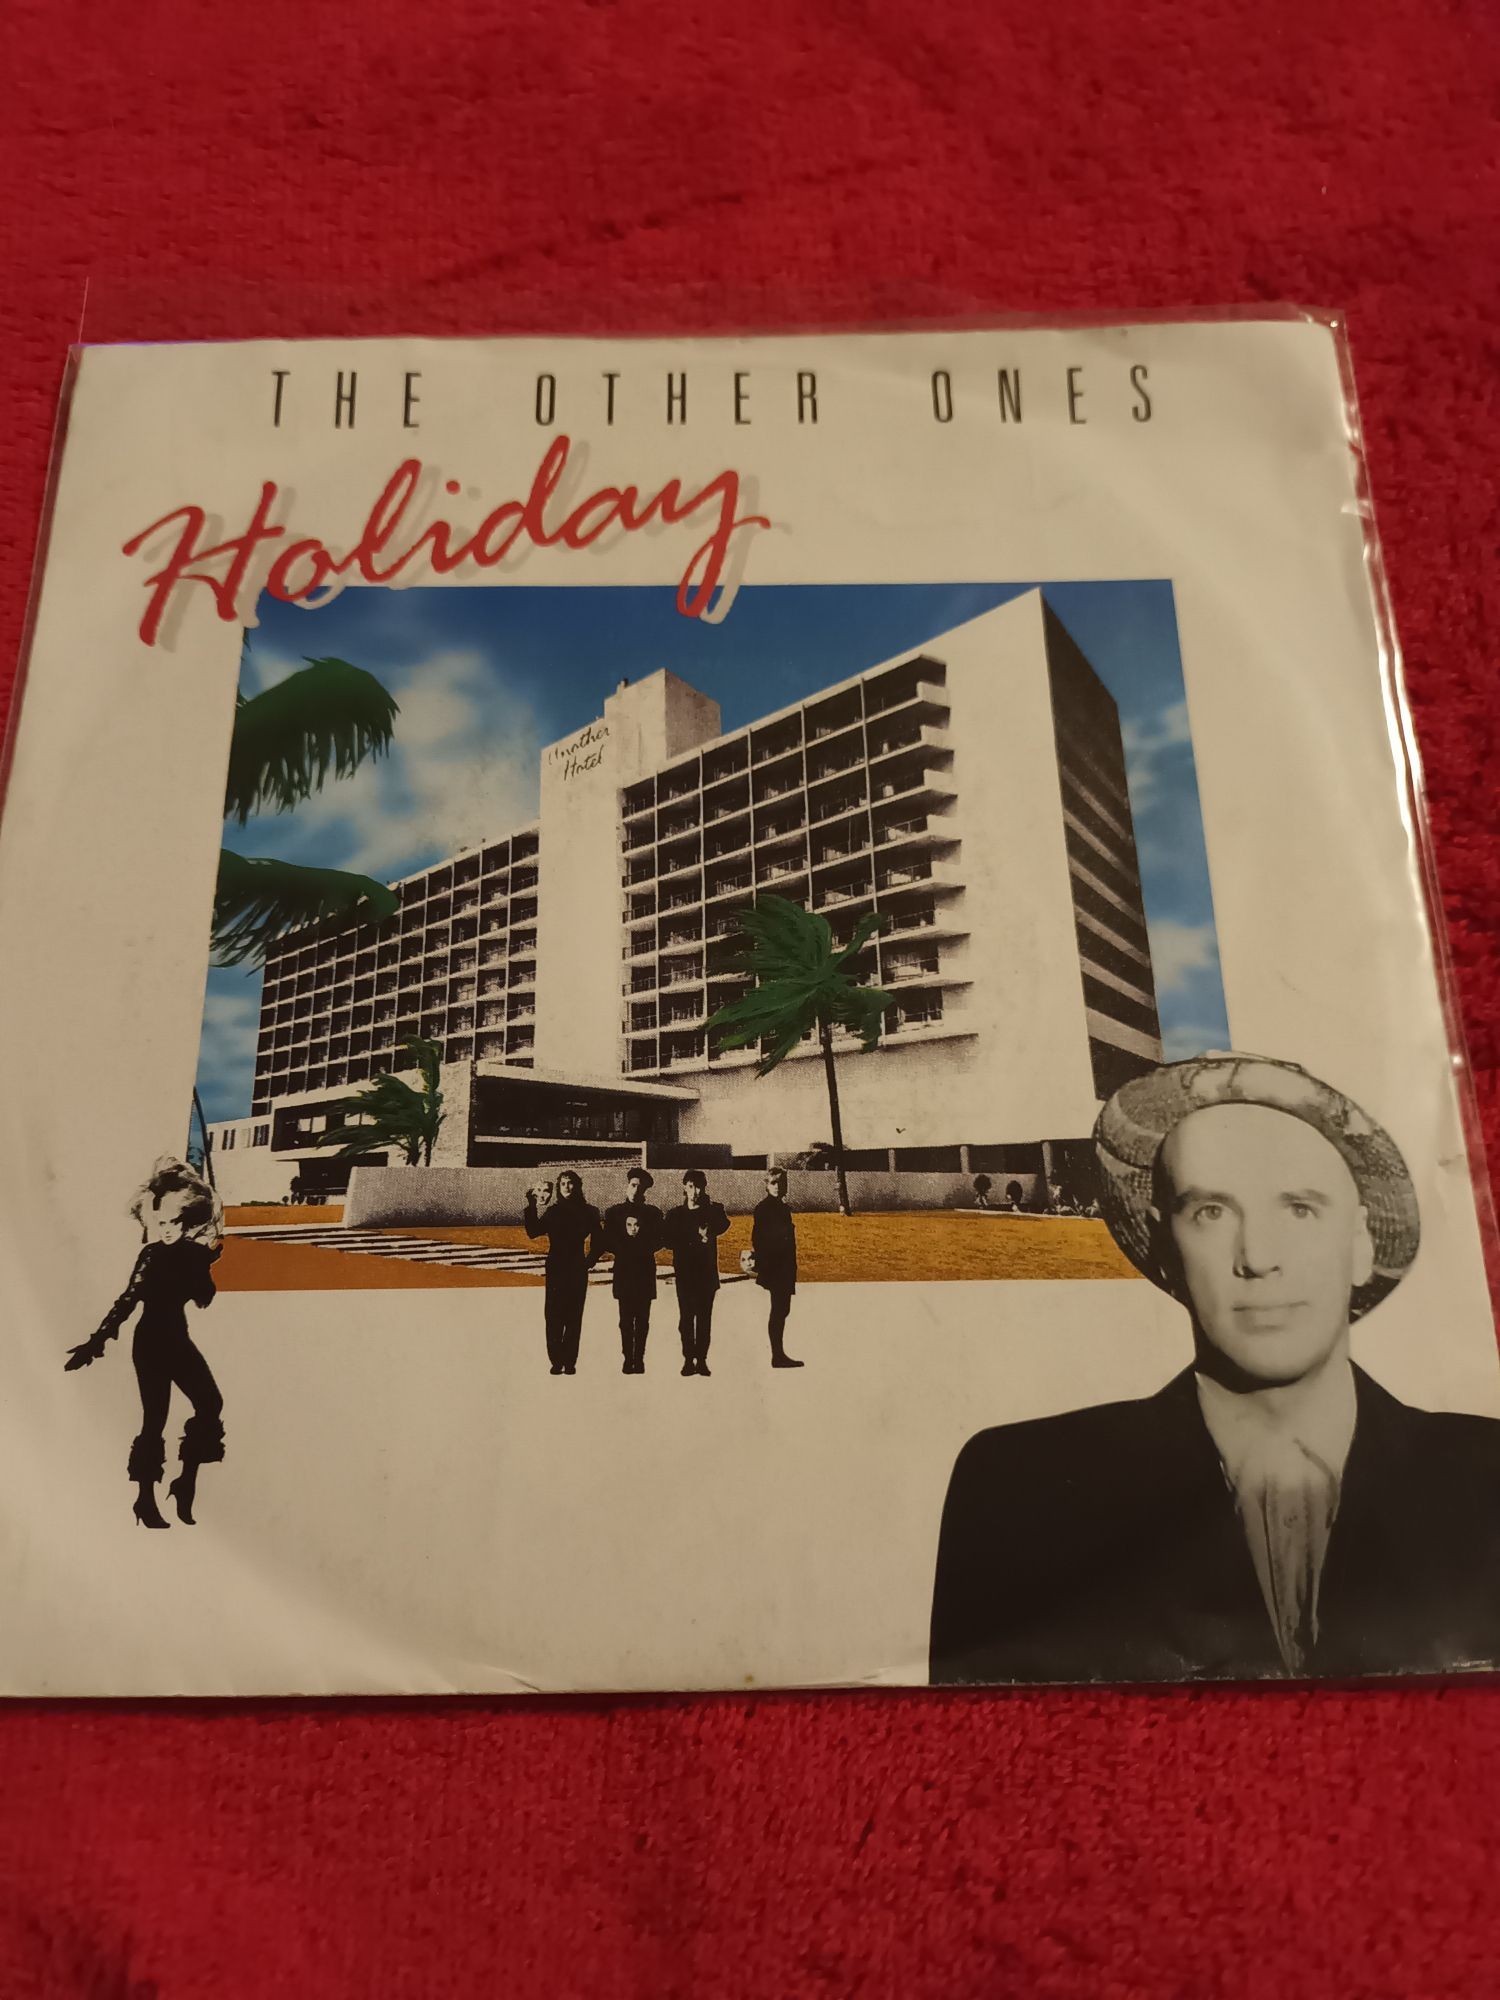 THE OTHER ONES
Holiday
Another
Hotel